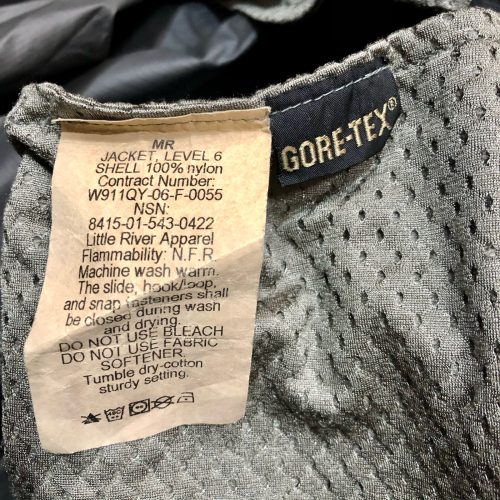 MR
JACKET, LEVEL 6
SHELL 100% nylon
Contract Number:
W911QY-06-F-0055
NSN:
8415-01-543-0422
Little River Apparel
Flammability: N.F.R.
Machine wash warm.
The slide, hook/loop,
and snap fasteners shall
be closed during wash
and drying.
DO NOT USE BLEACH
DO NOT USE FABRIC
SOFTENER.
Tumble dry-cotton
sturdy setting.
GORE-TEX®